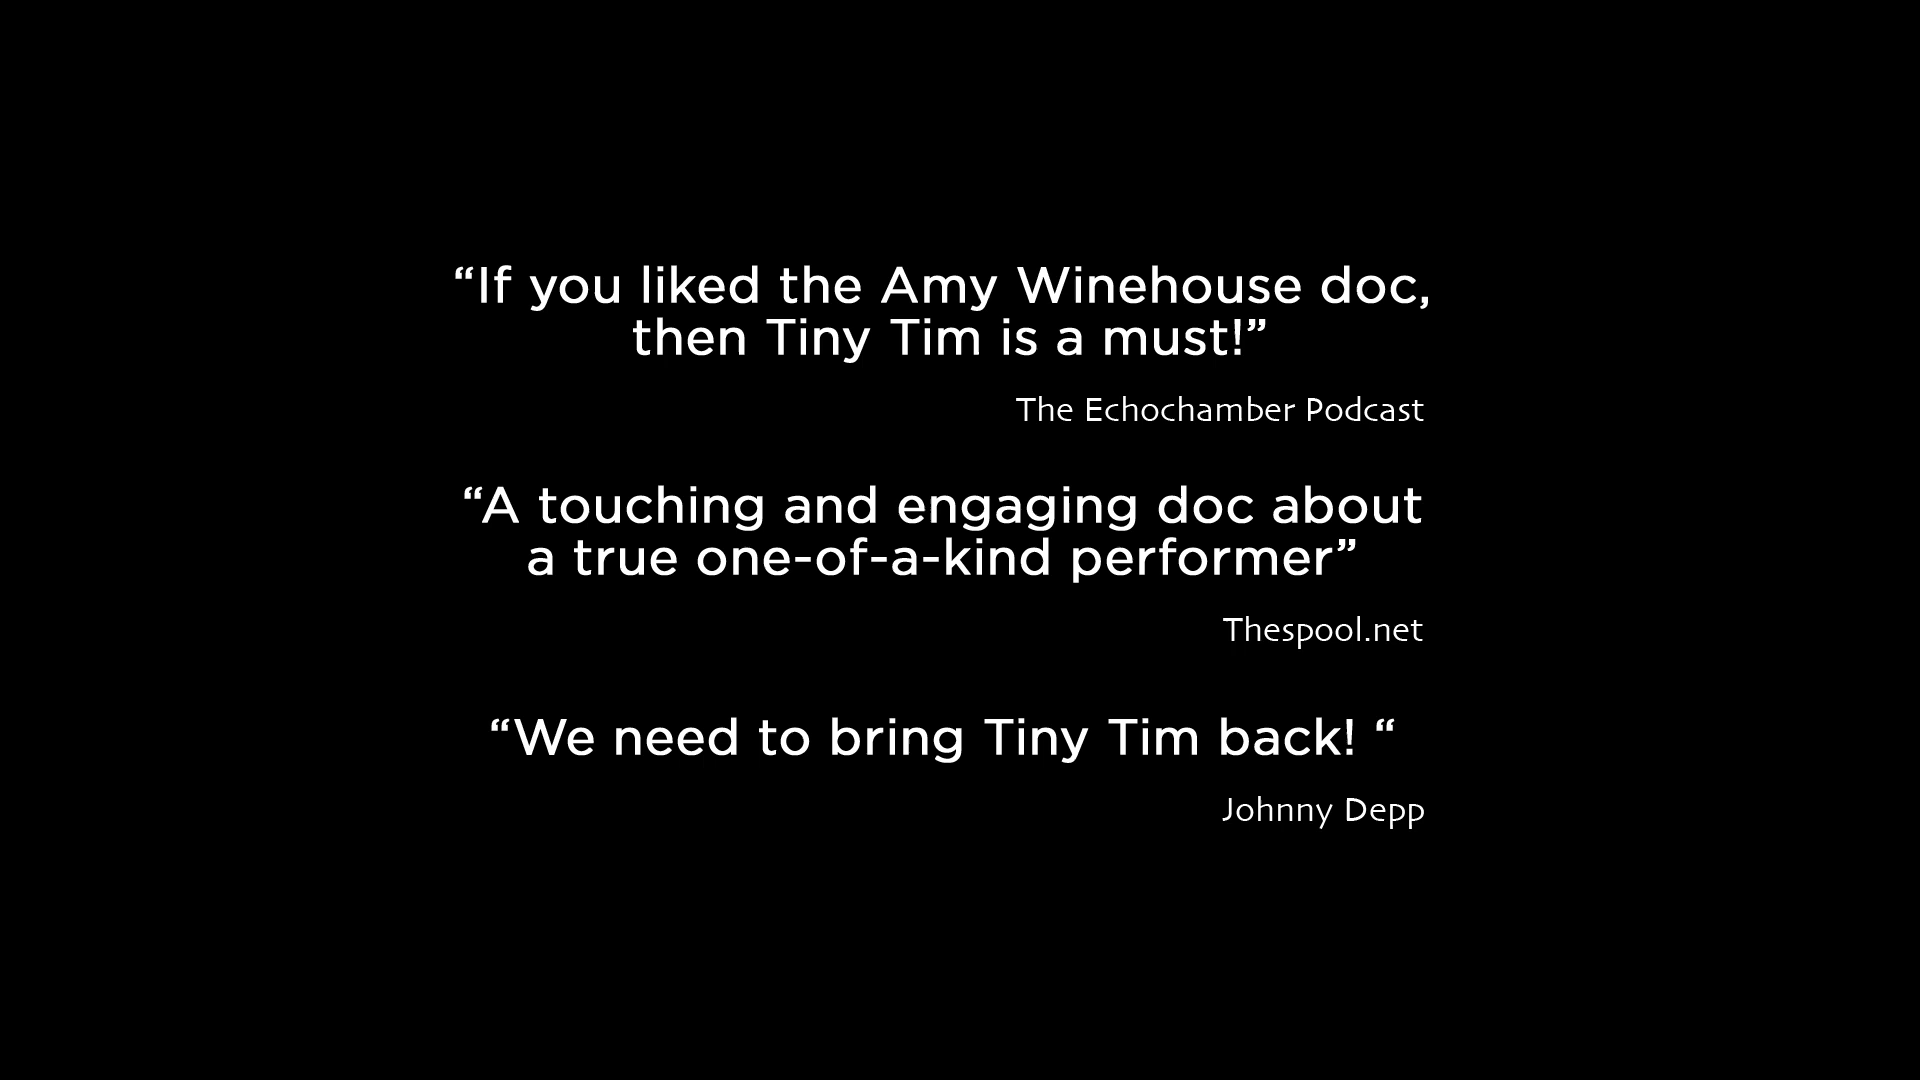 “If you liked the Amy Winehouse doc,
then Tiny Tim is a must!”
The Echochamber Podcast
“A touching and engaging doc about
a true one-of-a-kind performer”
Thespool.net
“We need to bring Tiny Tim back! “
Johnny Depp